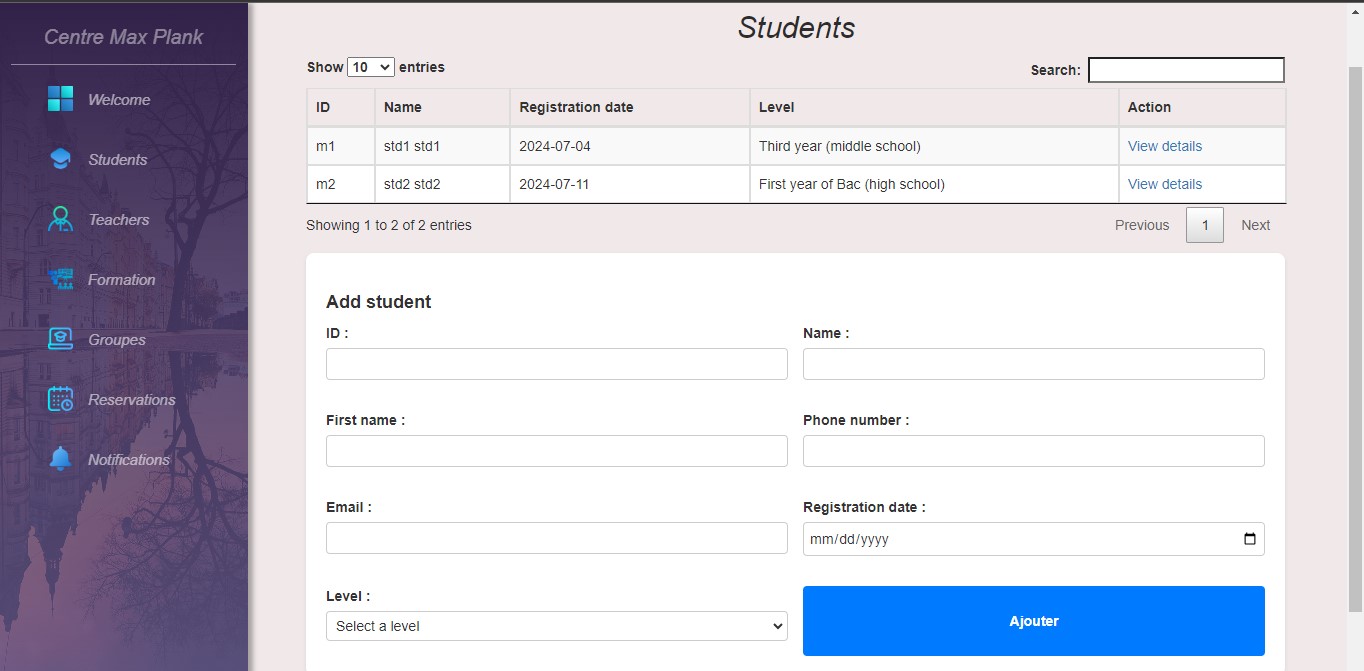 Centre Max Plank
Welcome
Students
Teachers
Formation
Groupes
Reservations
Notifications
Students
Show 10 entries
Search:
ID Name Registration date Level Action
m1 std1 std1 2024-07-04 Third year (middle school) View details
m2 std2 std2 2024-07-11 First year of Bac (high school) View details
Showing 1 to 2 of 2 entries
Previous 1 Next
Add student
ID : Name :
First name : Phone number :
Email : Registration date :
mm/dd/yyyy
Level :
Select a level
Ajouter